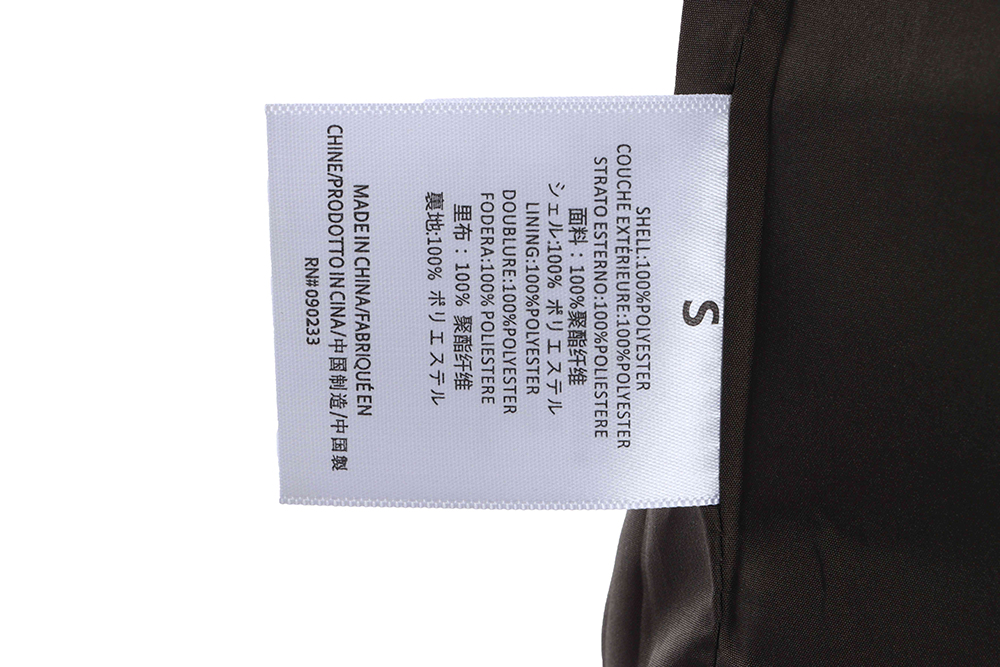 S
SHELL:100%POLYESTER
COUCHE EXTÉRIEURE:100%POLYESTER
STRATO ESTERNO:100%POLIESTERE
面料：100%聚酯纤维
シェル:100% ポリエステル
LINING:100%POLYESTER
DOUBLURE:100%POLYESTER
FODERA:100%POLIESTERE
里布：100% 聚酯纤维
裏地:100% ポリエステル
MADE IN CHINA/FABRIQUÉ EN
CHINE/PRODOTTO IN CINA/中国制造/中国製
RN# 090233